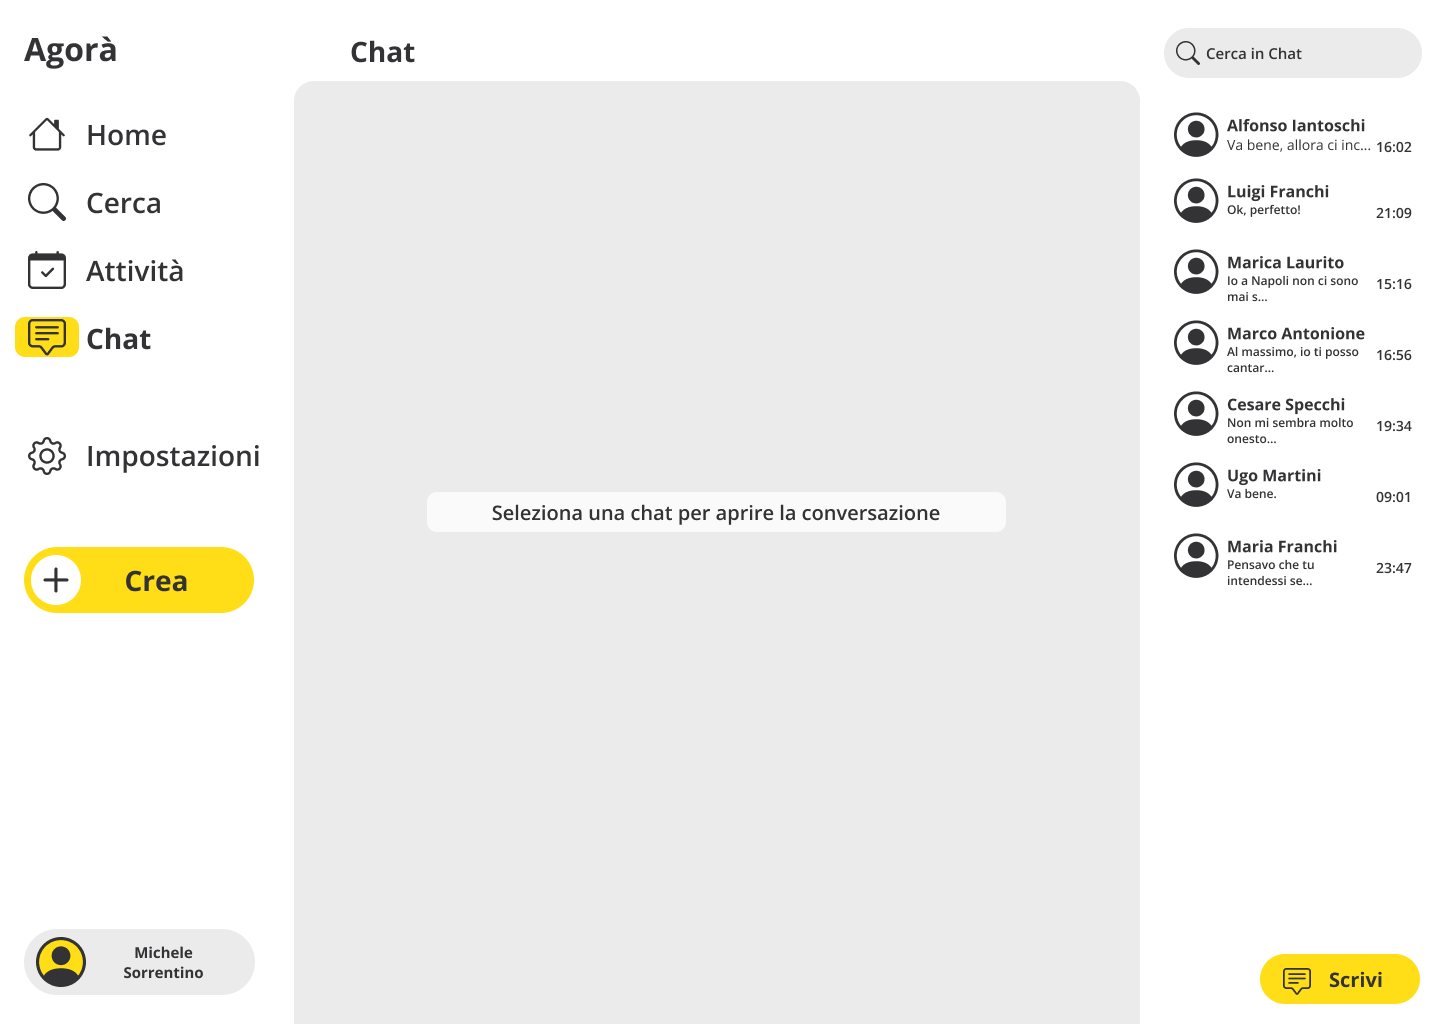 Agorà
Home
Cerca
Attività
Chat
Impostazioni
Crea
Michele
Sorrentino
Chat
Seleziona una chat per aprire la conversazione
Cerca in Chat
Alfonso Iantoschi
Va bene, allora ci inc... 16:02
Luigi Franchi
Ok, perfetto! 21:09
Marica Laurito
Io a Napoli non ci sono 15:16
mai s...
Marco Antonione
Al massimo, io ti posso 16:56
cantar...
Cesare Specchi
Non mi sembra molto 19:34
onesto...
Ugo Martini
Va bene. 09:01
Maria Franchi
Pensavo che tu 23:47
intendessi se...
Scrivi